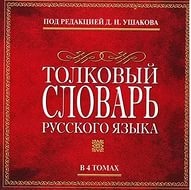 ПОД РЕДАКЦИЕЙ Д. Н. УШАКОВА
ТОЛКОВЫЙ
СЛОВАРЬ
РУССКОГО ЯЗЫКА
В 4 ТОМАХ